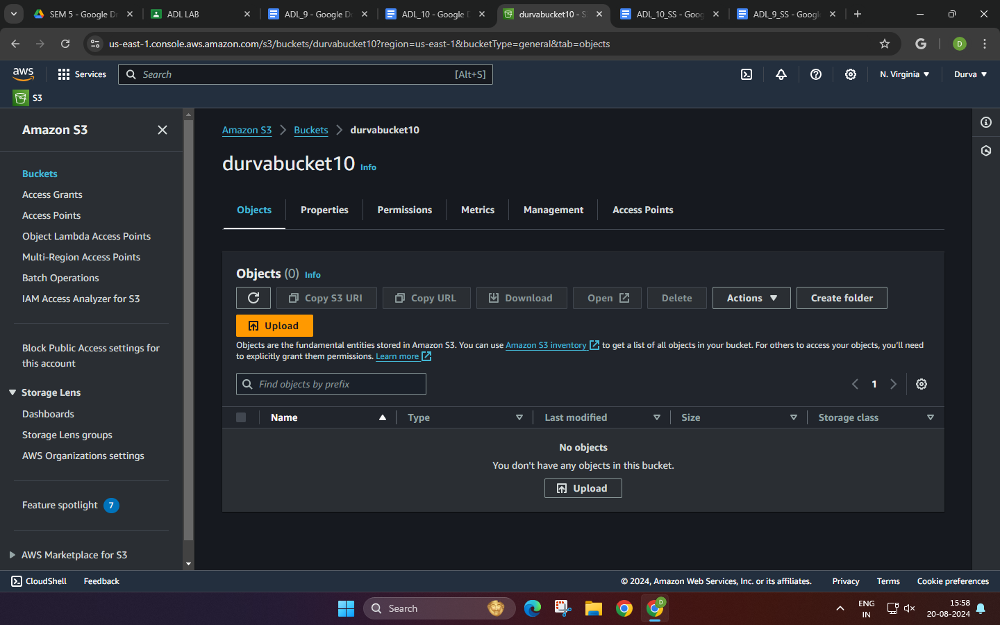 SEM 5 - Google Dr
ADL LAB
ADL_9 - Google Do
ADL_10 - Google D
durvabucket10 - S
ADL_10_SS - Goog
ADL_9_SS - Googl
us-east-1.console.aws.amazon.com/s3/buckets/durvabucket10?region=us-east-1&bucketType=general&tab=objects
G
D
aws
Services
Search
[Alt+S]
N. Virginia
Durva
S3
Amazon S3
Buckets
Access Grants
Access Points
Object Lambda Access Points
Multi-Region Access Points
Batch Operations
IAM Access Analyzer for S3
Block Public Access settings for
this account
Storage Lens
Dashboards
Storage Lens groups
AWS Organizations settings
Feature spotlight 7
AWS Marketplace for S3
Amazon S3 > Buckets > durvabucket10
durvabucket10 Info
Objects
Properties
Permissions
Metrics
Management
Access Points
Objects (0) Info
Copy S3 URI
Copy URL
Download
Open
Delete
Actions
Create folder
Upload
Objects are the fundamental entities stored in Amazon S3. You can use Amazon S3 inventory to get a list of all objects in your bucket. For others to access your objects, you'll need
to explicitly grant them permissions. Learn more
Find objects by prefix
1
Name
Type
Last modified
Size
Storage class
No objects
You don't have any objects in this bucket.
Upload
CloudShell
Feedback
© 2024, Amazon Web Services, Inc. or its affiliates.
Privacy
Terms
Cookie preferences
Search
D
ENG
IN
15:58
20-08-2024